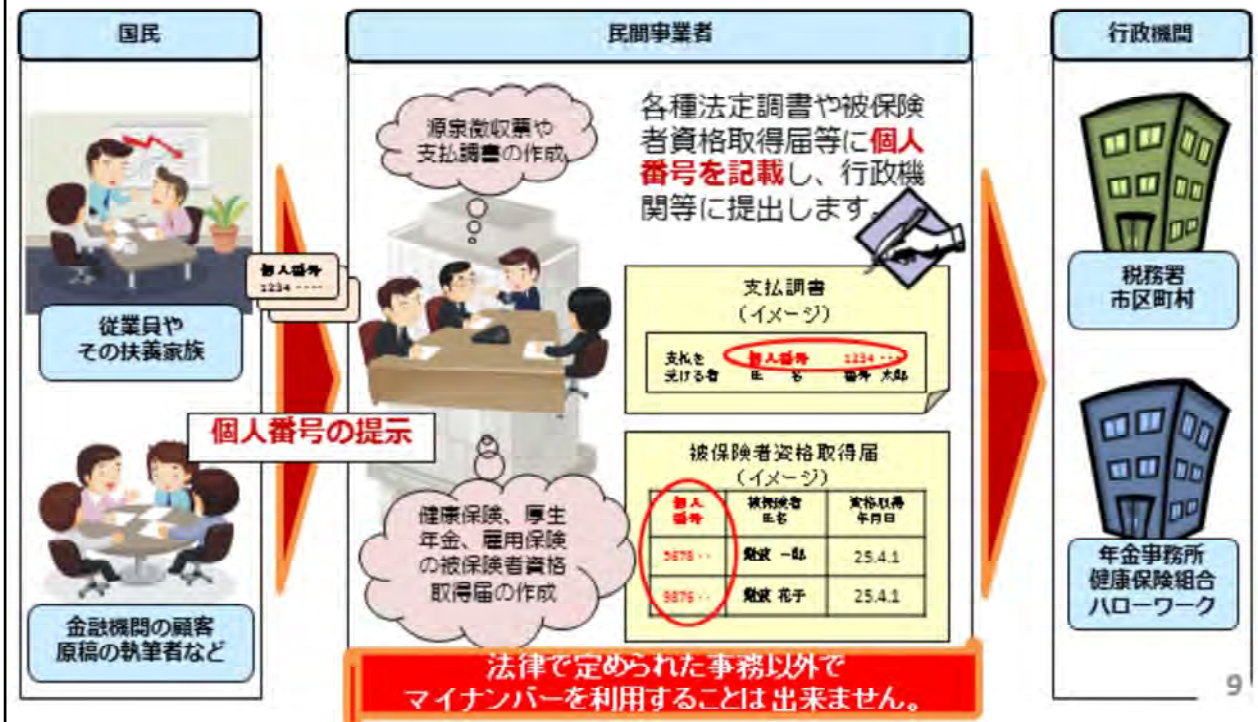 国民
民間事業者
行政機関
源泉徴収票や
支払調書の作成
各種法定調書や被保険
者資格取得届等に個人
番号を記載し、行政機
関等に提出します。
個人番号
1234 ····
従業員や
その扶養家族
支払調書
(イメージ)
支払を 個人番号 1234 ···
受ける者 氏 名 番号 太郎
税務署
市区町村
個人番号の提示
被保険者資格取得届
(イメージ)
個人 被保険者 資格取得
番号 氏名 年月日
9876 ·· 難波 一郎 25.4.1
9876 ·· 難波 花子 25.4.1
健康保険、厚生
年金、雇用保険
の被保険者資格
取得届の作成
年金事務所
健康保険組合
ハローワーク
金融機関の顧客
原稿の執筆者など
法律で定められた事務以外で
マイナンバーを利用することは出来ません。
9